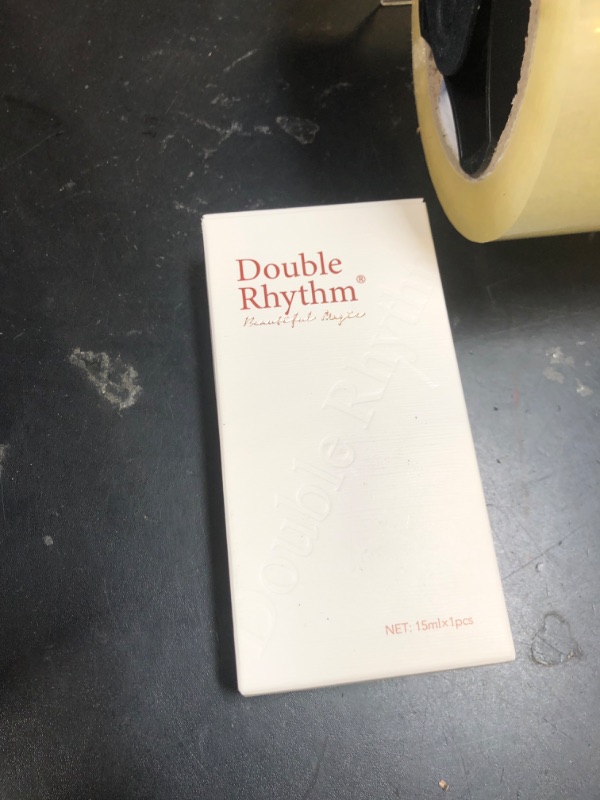 Double
Rhythm®
Beautiful Magic
Double Rhythm
NET: 15ml×1pcs